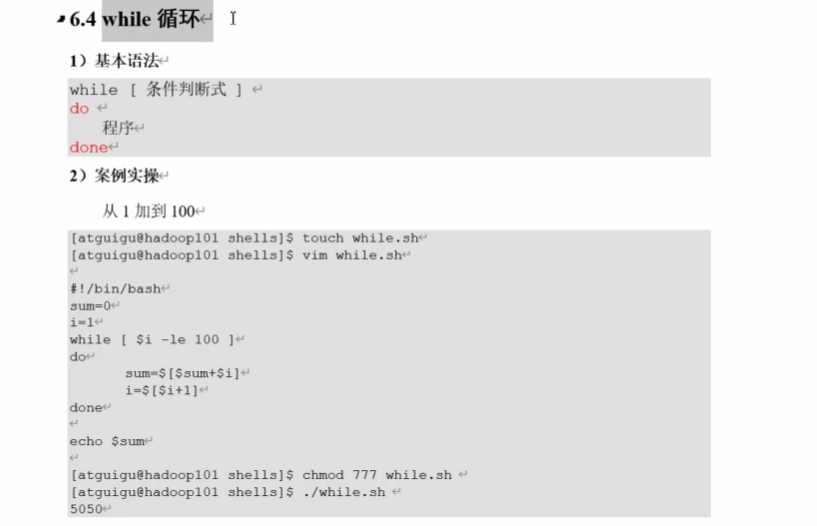 6.4 while 循环
1）基本语法
while [ 条件判断式 ]
do
程序
done
2）案例实操
从 1 加到 100
[atguigu@hadoop101 shells]$ touch while.sh
[atguigu@hadoop101 shells]$ vim while.sh
#!/bin/bash
sum=0
i=1
while [ $i -le 100 ]
do
sum=$[$sum+$i]
i=$[$i+1]
done
echo $sum
[atguigu@hadoop101 shells]$ chmod 777 while.sh
[atguigu@hadoop101 shells]$ ./while.sh
5050